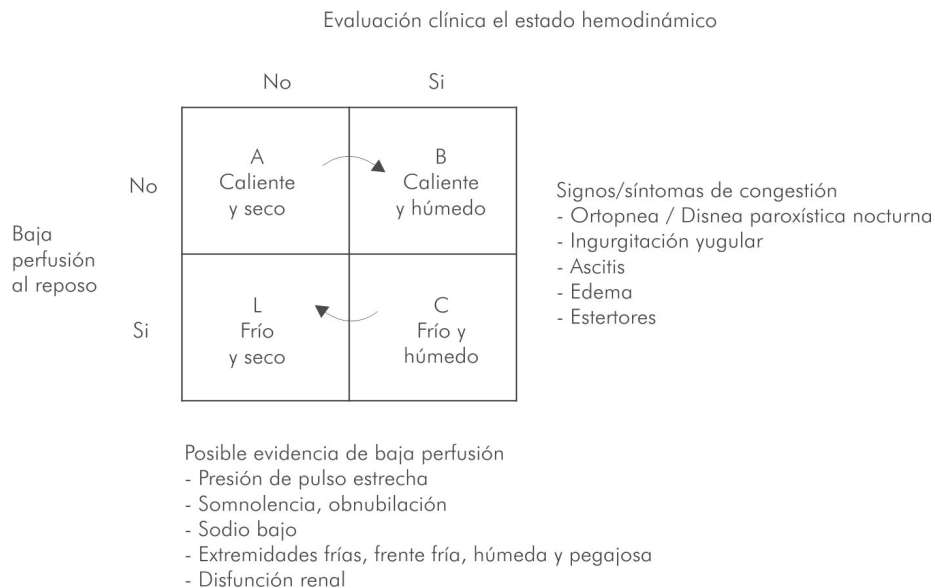 Evaluación clínica el estado hemodinámico
No
Si
No
A
Caliente
y seco
B
Caliente
y húmedo
Baja
perfusión
al reposo
Si
L
Frío
y seco
C
Frío y
húmedo
Signos/síntomas de congestión
- Ortopnea / Disnea paroxística nocturna
- Ingurgitación yugular
- Ascitis
- Edema
- Estertores
Posible evidencia de baja perfusión
- Presión de pulso estrecha
- Somnolencia, obnubilación
- Sodio bajo
- Extremidades frías, frente fría, húmeda y pegajosa
- Disfunción renal